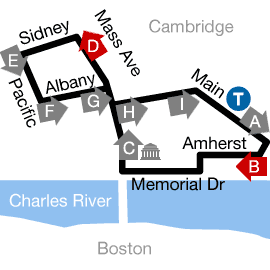 Sidney
Cambridge
D
Mass Ave
E
Albany
Main
T
Pacific
F
G
H
I
A
C
Amherst
B
Memorial Dr
Charles River
Boston